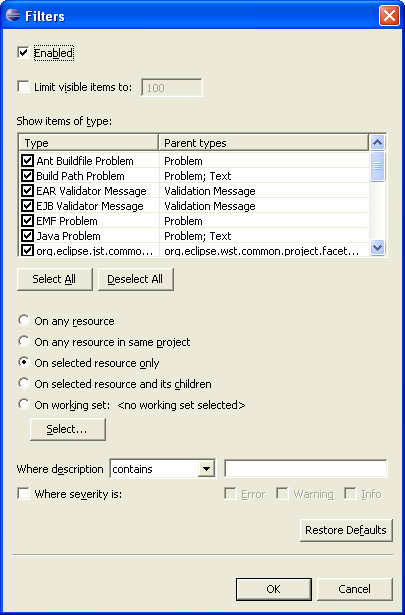 Filters
Enabled
Limit visible items to: 100
Show items of type:
Type Parent types
Ant Buildfile Problem Problem
Build Path Problem Problem; Text
EAR Validator Message Validation Message
EJB Validator Message Validation Message
EMF Problem Problem
Java Problem Problem; Text
org.eclipse.jst.commo... org.eclipse.wst.common.project.facet...
Select All Deselect All
On any resource
On any resource in same project
On selected resource only
On selected resource and its children
On working set: <no working set selected>
Select...
Where description contains
Where severity is: Error Warning Info
Restore Defaults
OK Cancel